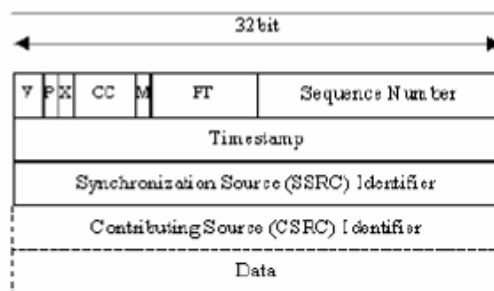 32bit
V P X CC M PT Sequence Number
Timestamp
Synchronization Source (SSRC) Identifier
Contributing Source (CSRC) Identifier
Data